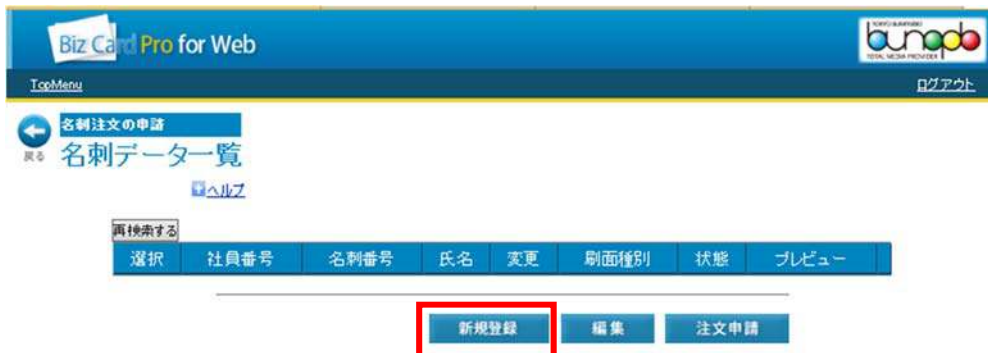 Biz Card Pro for Web
bunqdo
TOTAL MEDIA PROVIDER
TopMenu
ログアウト
戻る
名刺注文の申請
名刺データ一覧
ヘルプ
再検索する
選択 社員番号 名刺番号 氏名 変更 刷面種別 状態 プレビュー
新規登録 編集 注文申請